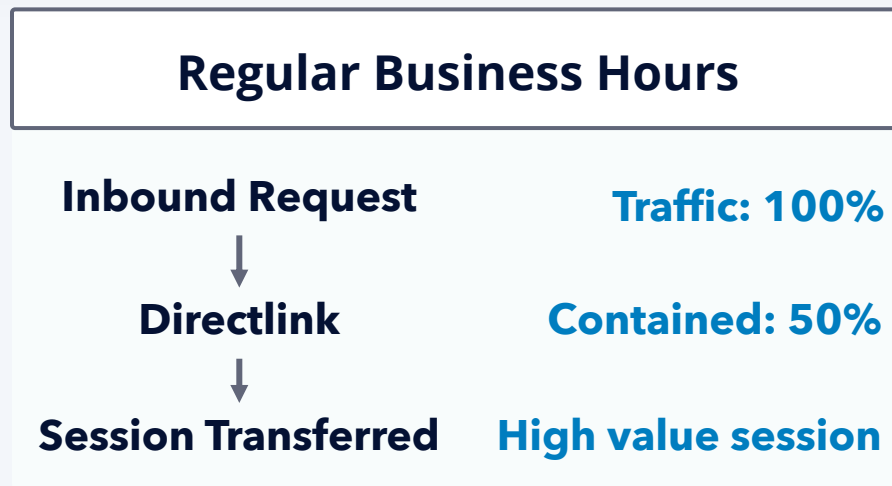 Regular Business Hours
Inbound Request
Traffic: 100%
Directlink
Contained: 50%
Session Transferred
High value session